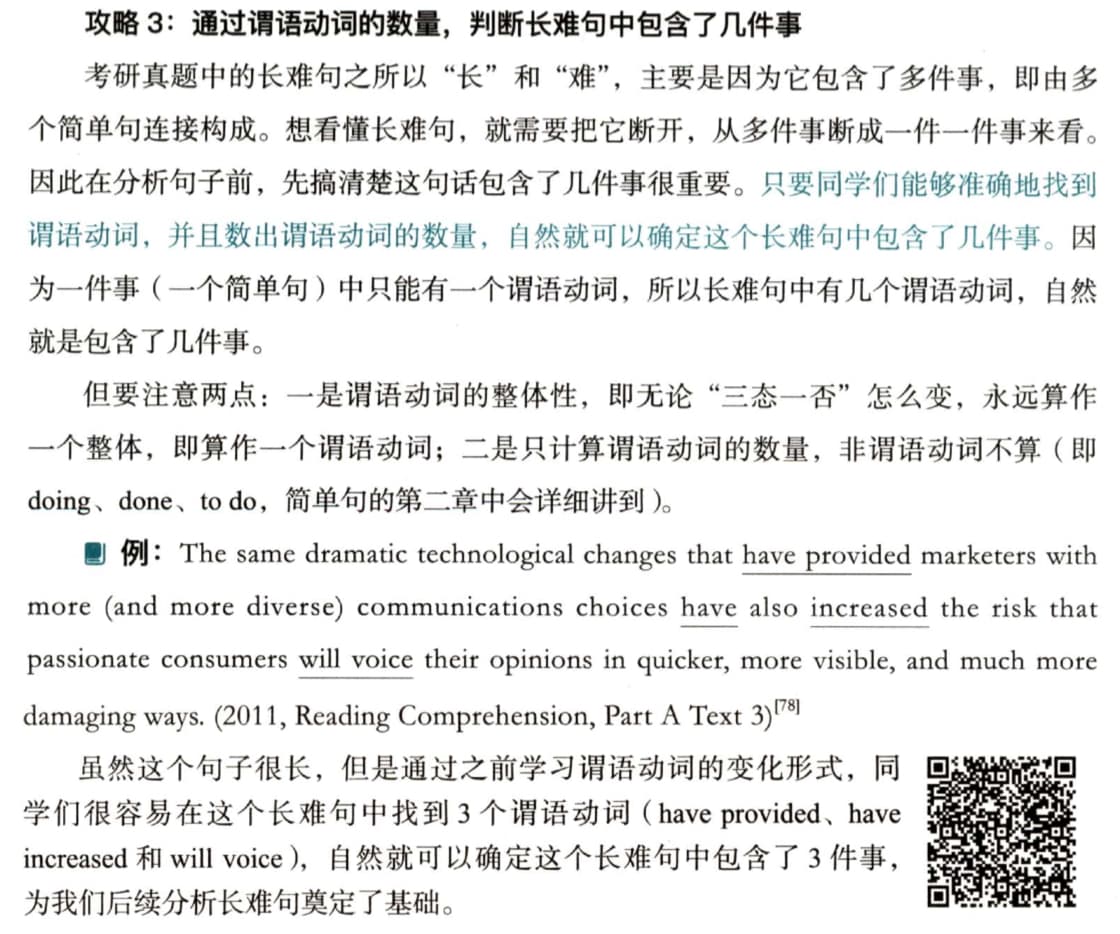 攻略 3：通过谓语动词的数量，判断长难句中包含了几件事
考研真题中的长难句之所以“长”和“难”，主要是因为它包含了多件事，即由多
个简单句连接构成。想看懂长难句，就需要把它断开，从多件事断成一件一件事来看。
因此在分析句子前，先搞清楚这句话包含了几件事很重要。只要同学们能够准确地找到
谓语动词，并且数出谓语动词的数量，自然就可以确定这个长难句中包含了几件事。因
为一件事（一个简单句）中只能有一个谓语动词，所以长难句中有几个谓语动词，自然
就是包含了几件事。
但要注意两点：一是谓语动词的整体性，即无论“三态一否”怎么变，永远算作
一个整体，即算作一个谓语动词；二是只计算谓语动词的数量，非谓语动词不算（即
doing、done、to do，简单句的第二章中会详细讲到）。
例：The same dramatic technological changes that have provided marketers with
more (and more diverse) communications choices have also increased the risk that
passionate consumers will voice their opinions in quicker, more visible, and much more
damaging ways. (2011, Reading Comprehension, Part A Text 3)[78]
虽然这个句子很长，但是通过之前学习谓语动词的变化形式，同
学们很容易在这个长难句中找到 3 个谓语动词（have provided、have
increased 和 will voice），自然就可以确定这个长难句中包含了 3 件事，
为我们后续分析长难句奠定了基础。